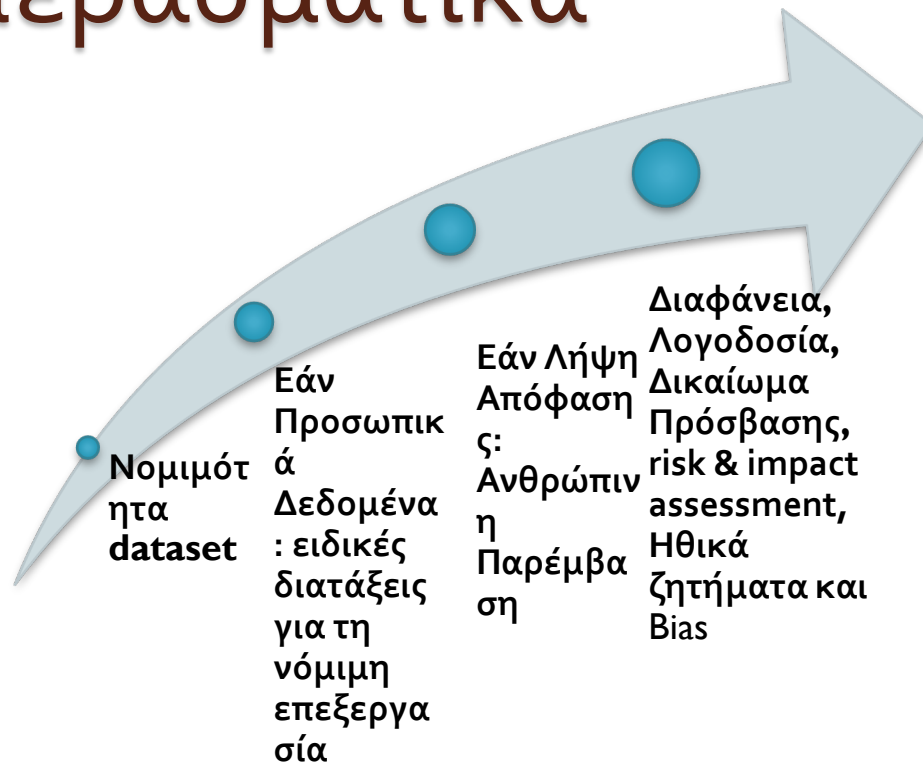 περασματικά
Νομιμότ
ητα
dataset
Εάν
Προσωπικ
ά
Δεδομένα
: ειδικές
διατάξεις
για τη
νόμιμη
επεξεργα
σία
Εάν Λήψη
Απόφαση
ς:
Ανθρώπιν
η
Παρέμβα
ση
Διαφάνεια,
Λογοδοσία,
Δικαίωμα
Πρόσβασης,
risk & impact
assessment,
Ηθικά
ζητήματα και
Bias